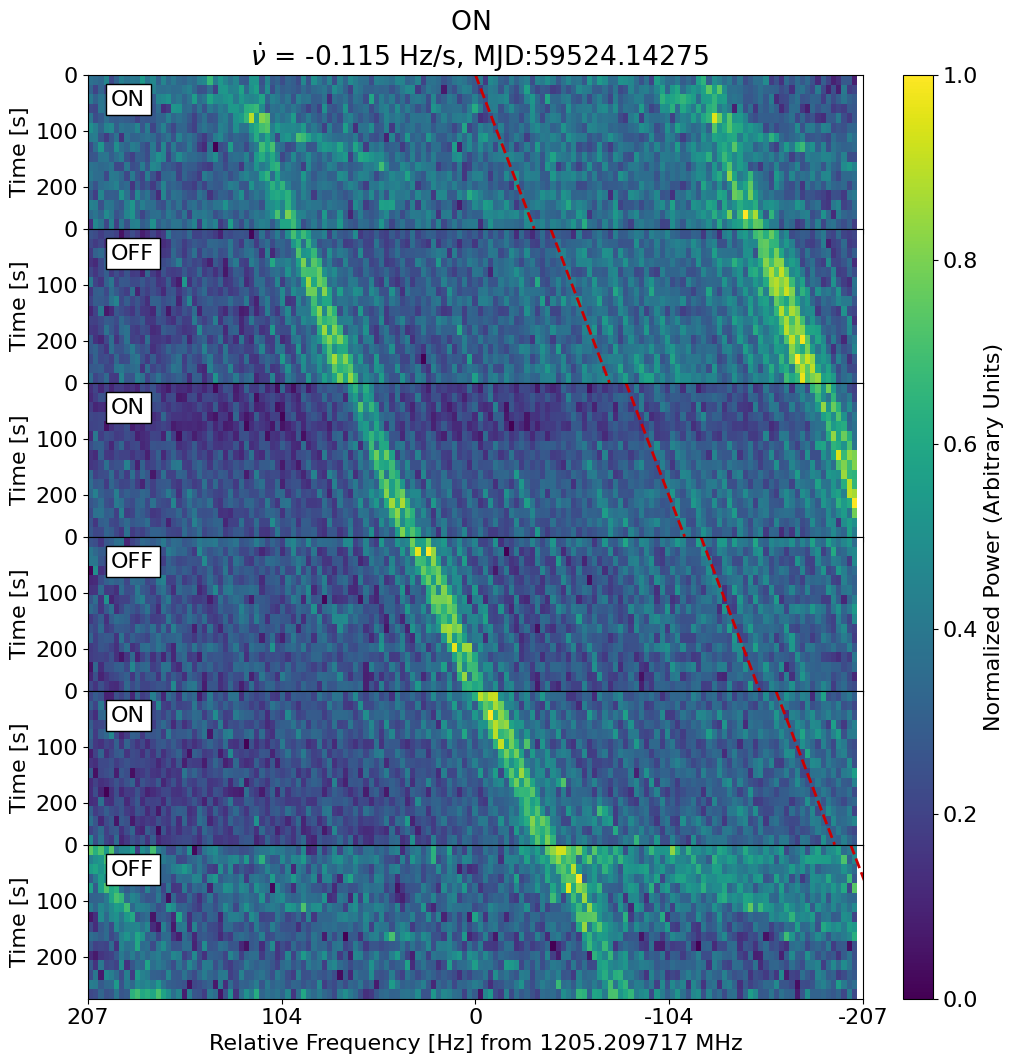 ON
ν̇ = -0.115 Hz/s, MJD:59524.14275
0
100
200
Time [s]
ON
0
100
200
Time [s]
OFF
0
100
200
Time [s]
ON
0
100
200
Time [s]
OFF
0
100
200
Time [s]
ON
0
100
200
Time [s]
OFF
207 104 0 -104 -207
Relative Frequency [Hz] from 1205.209717 MHz
1.0
0.8
0.6
0.4
0.2
0.0
Normalized Power (Arbitrary Units)